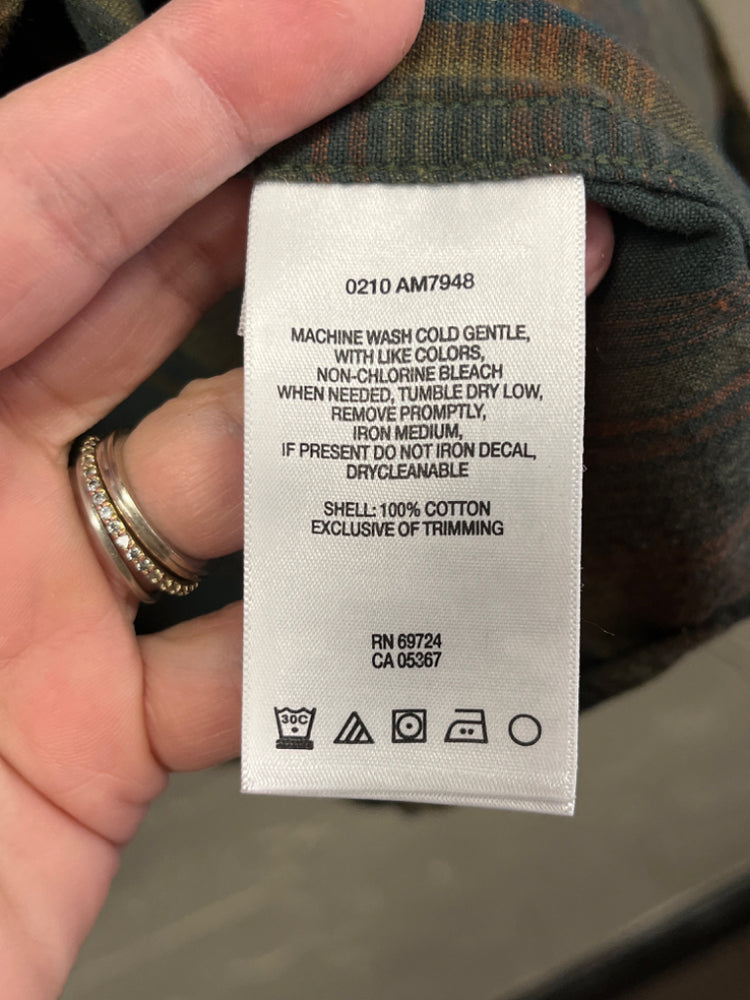 0210 AM7948
MACHINE WASH COLD GENTLE,
WITH LIKE COLORS,
NON-CHLORINE BLEACH
WHEN NEEDED, TUMBLE DRY LOW,
REMOVE PROMPTLY,
IRON MEDIUM,
IF PRESENT DO NOT IRON DECAL,
DRYCLEANABLE
SHELL: 100% COTTON
EXCLUSIVE OF TRIMMING
RN 69724
CA 05367
30C